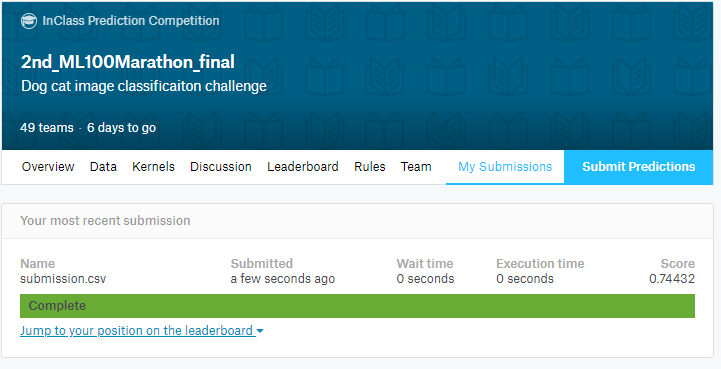 InClass Prediction Competition
2nd_ML100Marathon_final
Dog cat image classificaiton challenge
49 teams · 6 days to go
Overview Data Kernels Discussion Leaderboard Rules Team My Submissions Submit Predictions
Your most recent submission
Name Submitted Wait time Execution time Score
submission.csv a few seconds ago 0 seconds 0 seconds 0.74432
Complete
Jump to your position on the leaderboard